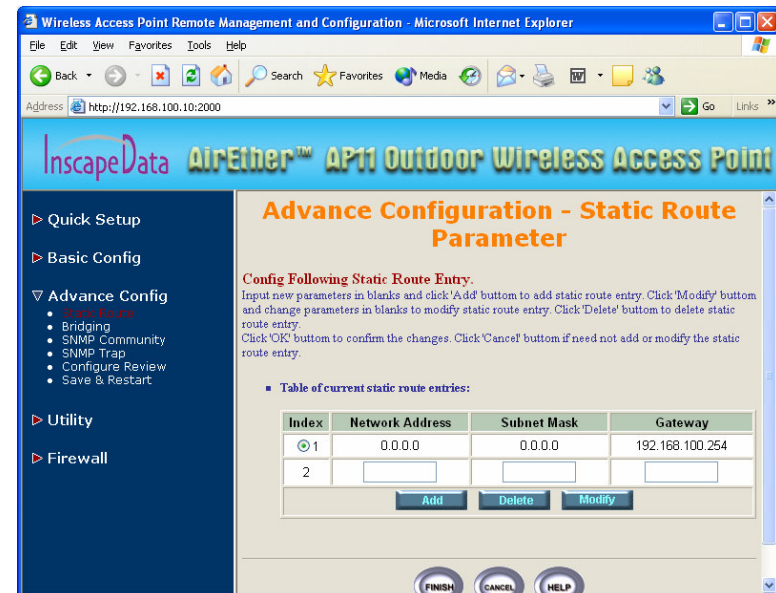 Wireless Access Point Remote Management and Configuration - Microsoft Internet Explorer
File Edit View Favorites Tools Help
Back Search Favorites Media
Address http://192.168.100.10:2000 Go Links »
InscapeData AirEther™ AP11 Outdoor Wireless Access Point
Quick Setup
Basic Config
Advance Config
Static Route
Bridging
SNMP Community
SNMP Trap
Configure Review
Save & Restart
Utility
Firewall
Advance Configuration - Static Route
Parameter
Config Following Static Route Entry.
Input new parameters in blanks and click 'Add' buttom to add static route entry. Click 'Modify' buttom
and change parameters in blanks to modify static route entry. Click 'Delete' buttom to delete static
route entry.
Click 'OK' buttom to confirm the changes. Click 'Cancel' buttom if need not add or modify the static
route entry.
Table of current static route entries:
Index Network Address Subnet Mask Gateway
1 0.0.0.0 0.0.0.0 192.168.100.254
2
Add Delete Modify
FINISH CANCEL HELP